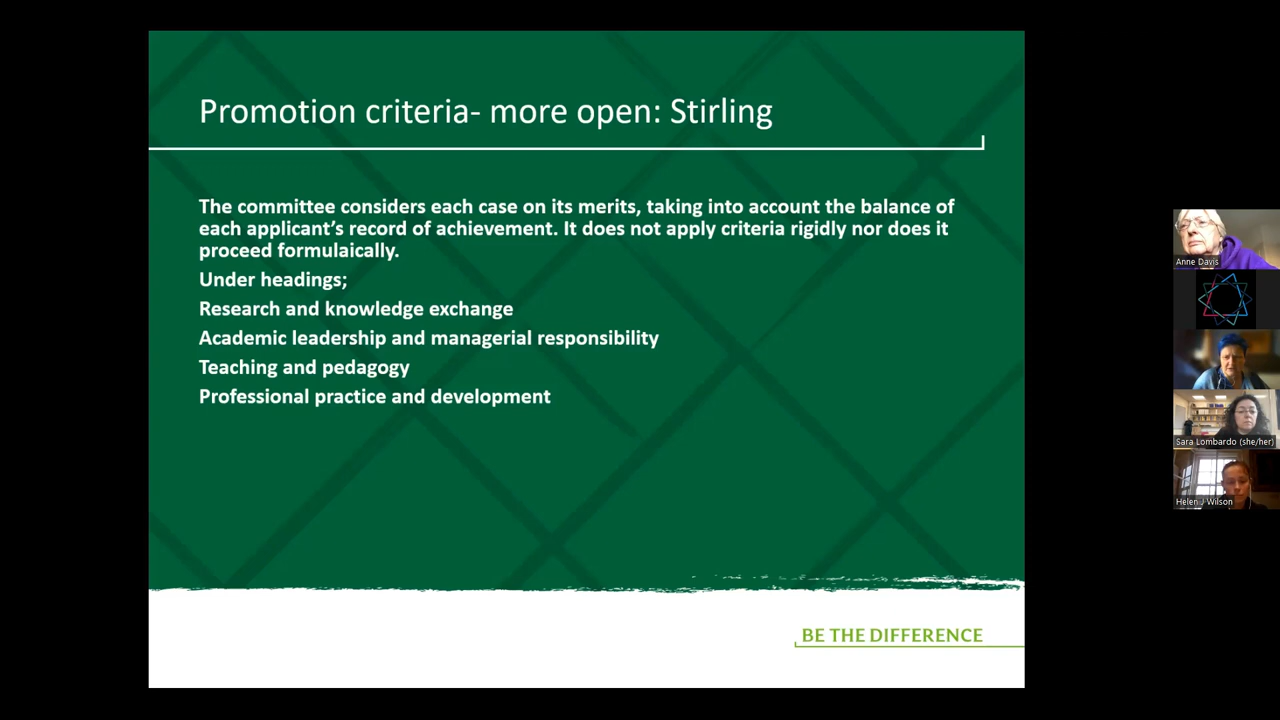 Promotion criteria- more open: Stirling
The committee considers each case on its merits, taking into account the balance of
each applicant’s record of achievement. It does not apply criteria rigidly nor does it
proceed formulaically.
Under headings;
Research and knowledge exchange
Academic leadership and managerial responsibility
Teaching and pedagogy
Professional practice and development
BE THE DIFFERENCE
Anne Davis
Sara Lombardo (she/her)
Helen J Wilson